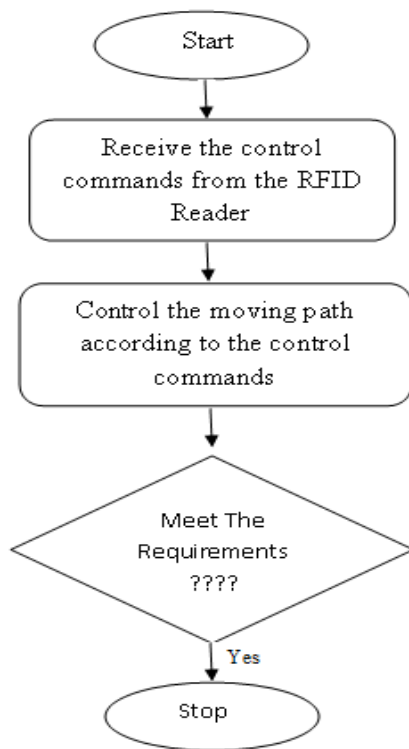 Start
Receive the control
commands from the RFID
Reader
Control the moving path
according to the control
commands
Meet The
Requirements
????
Yes
Stop